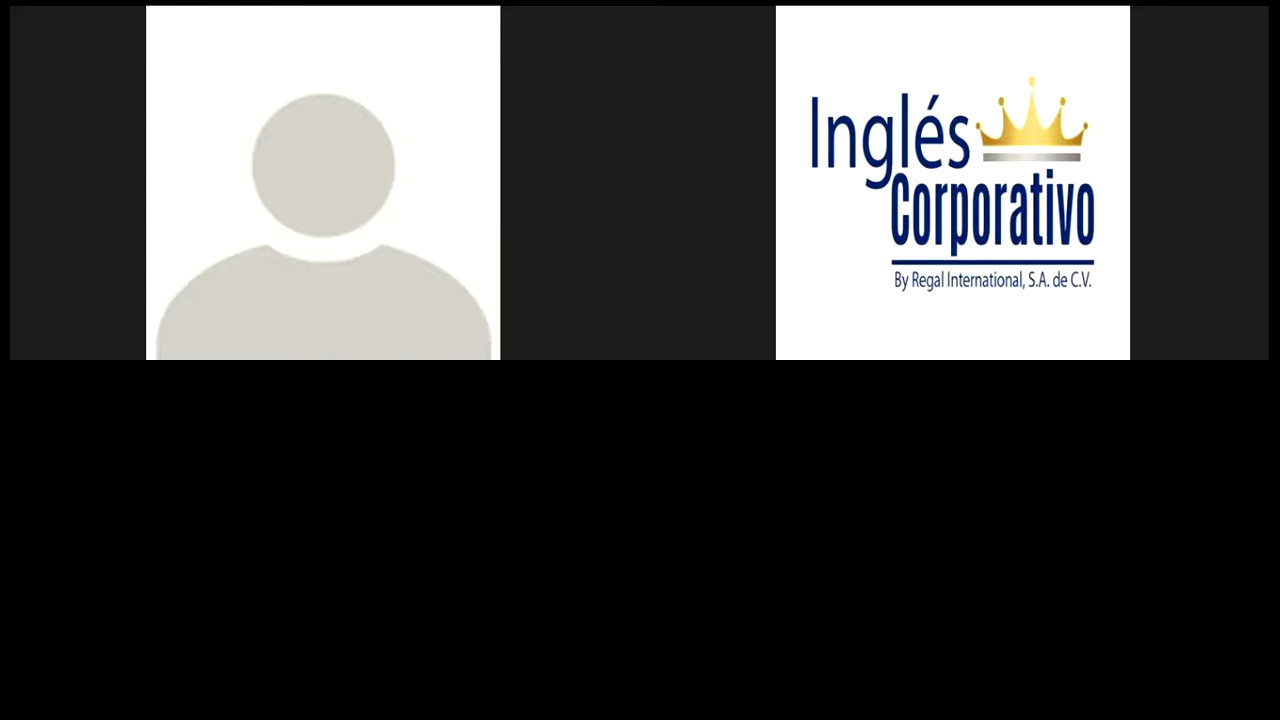 Inglés
Corporativo
By Regal International, S.A. de C.V.